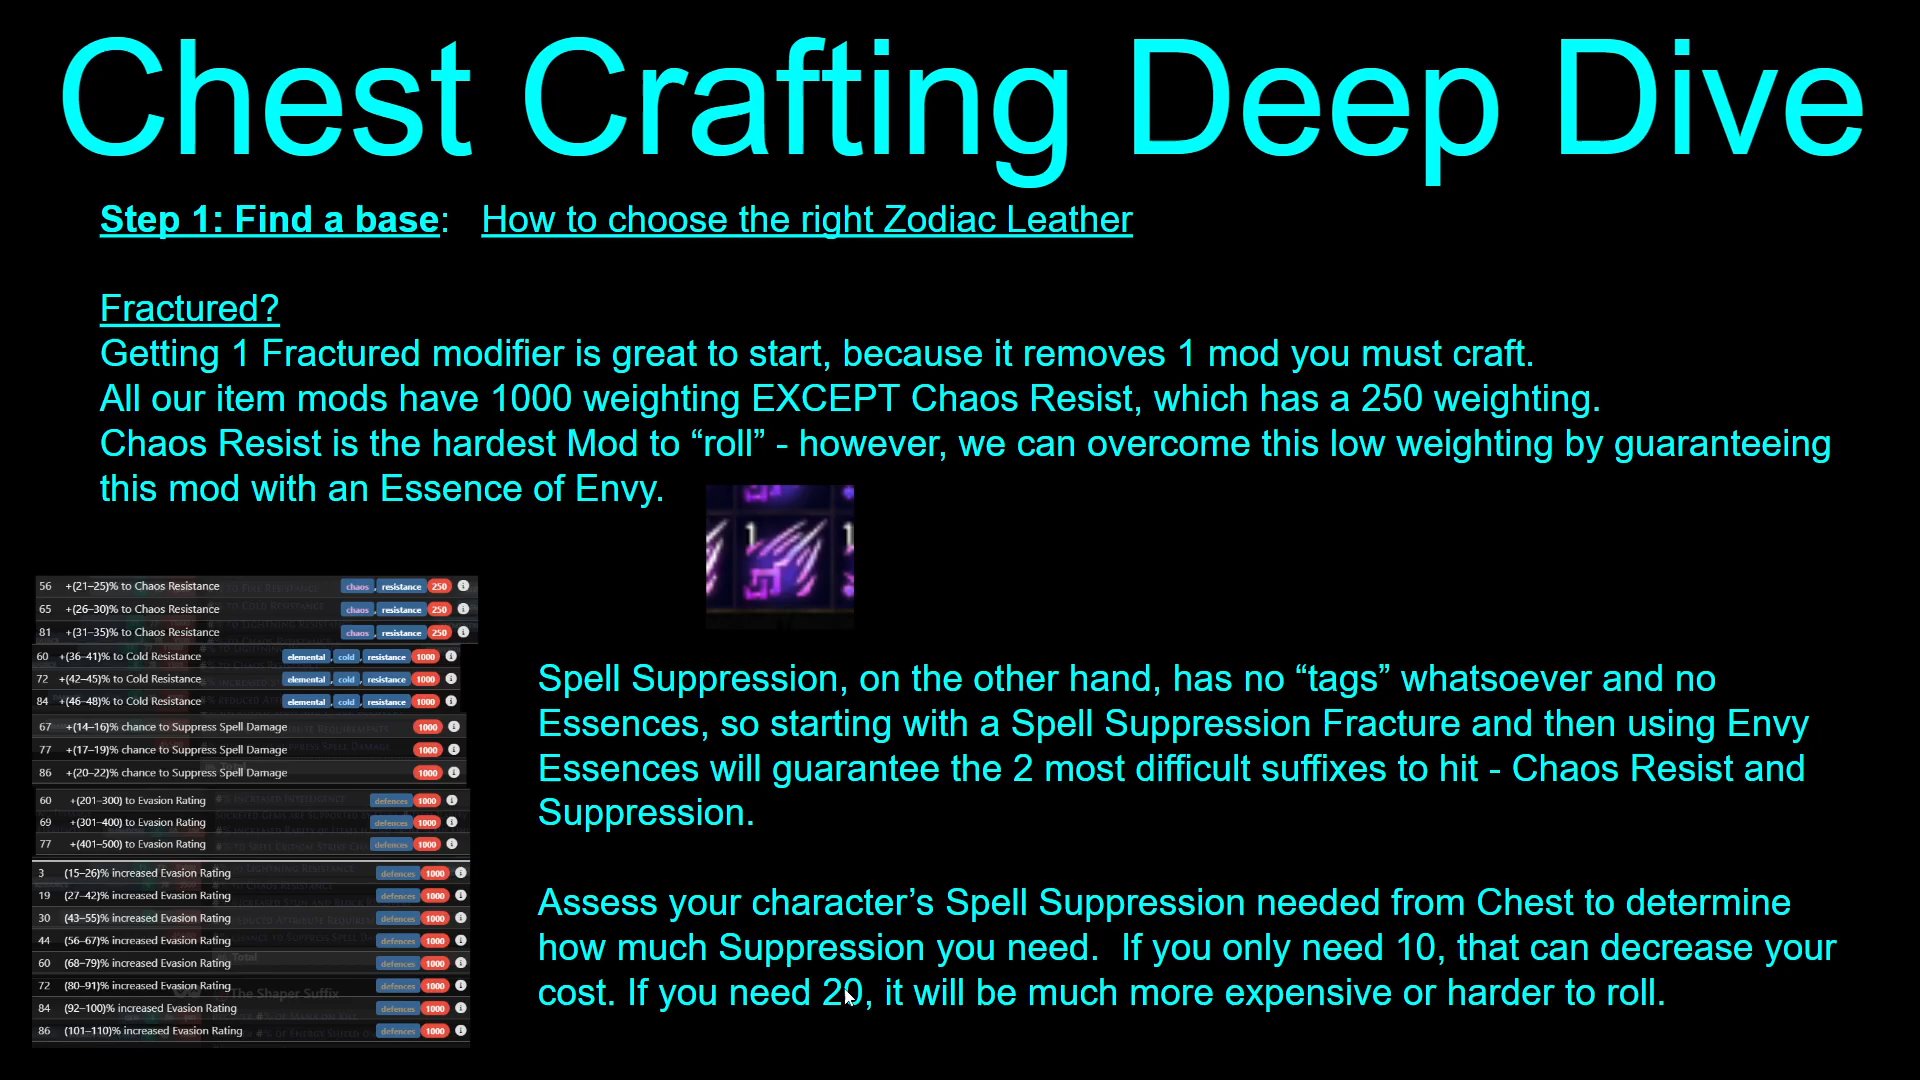 Chest Crafting Deep Dive
Step 1: Find a base: How to choose the right Zodiac Leather
Fractured?
Getting 1 Fractured modifier is great to start, because it removes 1 mod you must craft.
All our item mods have 1000 weighting EXCEPT Chaos Resist, which has a 250 weighting.
Chaos Resist is the hardest Mod to “roll” - however, we can overcome this low weighting by guaranteeing
this mod with an Essence of Envy.
1
56 +(21–25)% to Chaos Resistance chaos, resistance 250
65 +(26–30)% to Chaos Resistance chaos, resistance 250
81 +(31–35)% to Chaos Resistance chaos, resistance 250
60 +(36–41)% to Cold Resistance elemental, cold, resistance 1000
72 +(42–45)% to Cold Resistance elemental, cold, resistance 1000
84 +(46–48)% to Cold Resistance elemental, cold, resistance 1000
67 +(14–16)% chance to Suppress Spell Damage 1000
77 +(17–19)% chance to Suppress Spell Damage 1000
86 +(20–22)% chance to Suppress Spell Damage 1000
60 +(201–300) to Evasion Rating defences 1000
69 +(301–400) to Evasion Rating defences 1000
77 +(401–500) to Evasion Rating defences 1000
3 (15–26)% increased Evasion Rating defences 1000
19 (27–42)% increased Evasion Rating defences 1000
30 (43–55)% increased Evasion Rating defences 1000
44 (56–67)% increased Evasion Rating defences 1000
60 (68–79)% increased Evasion Rating defences 1000
72 (80–91)% increased Evasion Rating defences 1000
The Shaper Suffix
84 (92–100)% increased Evasion Rating defences 1000
86 (101–110)% increased Evasion Rating defences 1000
Spell Suppression, on the other hand, has no “tags” whatsoever and no
Essences, so starting with a Spell Suppression Fracture and then using Envy
Essences will guarantee the 2 most difficult suffixes to hit - Chaos Resist and
Suppression.
Assess your character’s Spell Suppression needed from Chest to determine
how much Suppression you need. If you only need 10, that can decrease your
cost. If you need 20, it will be much more expensive or harder to roll.